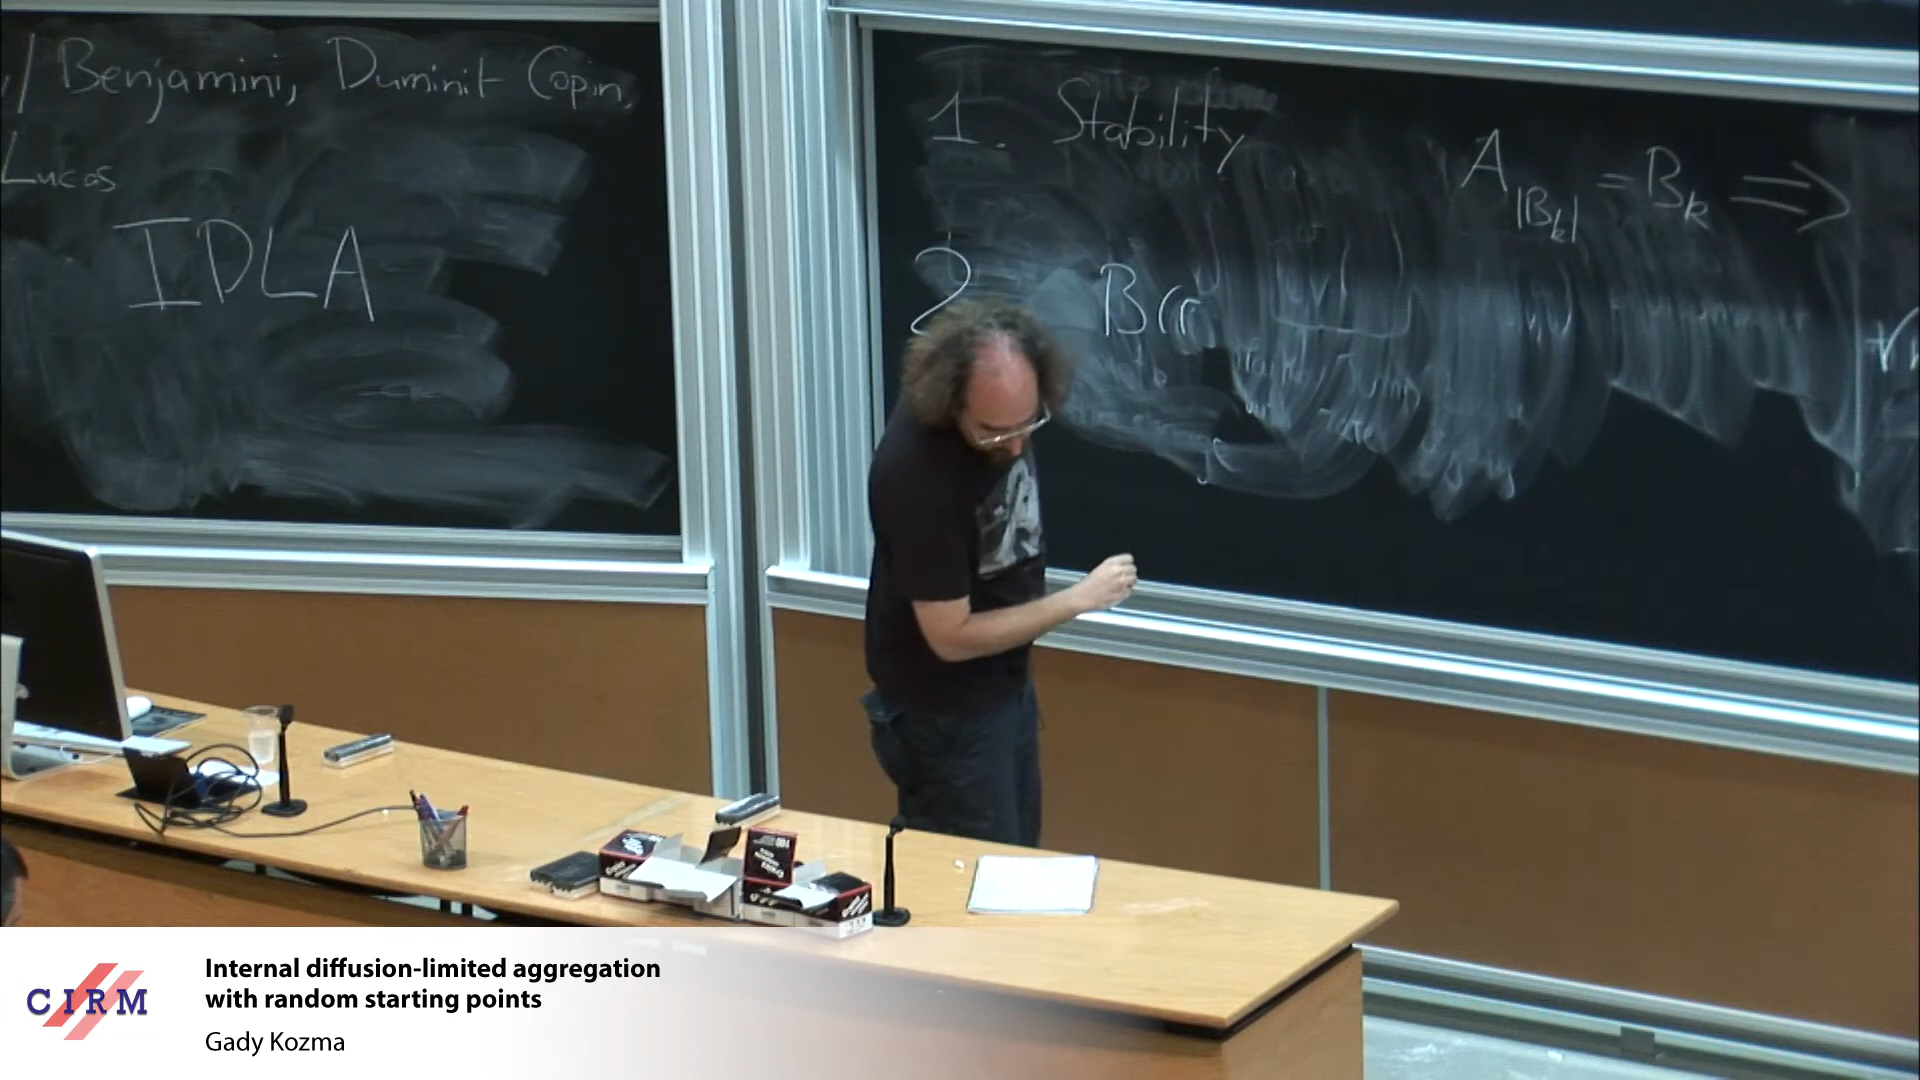 w/ Benjamini, Duminil Copin,
Lucas
IDLA
1. Stability
A_{|B_k|} = B_k ⇒
2
B(r
CIRM
Internal diffusion-limited aggregation
with random starting points
Gady Kozma